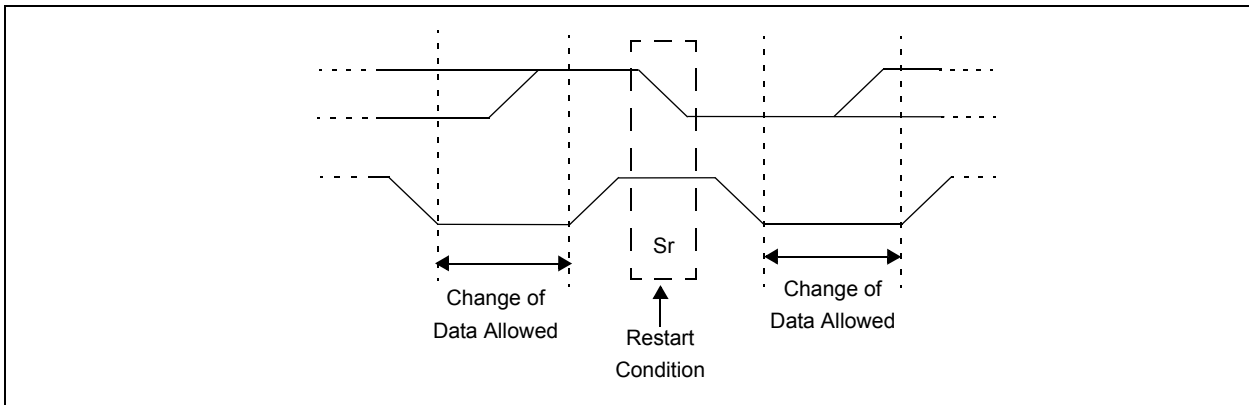 Sr
Change of
Data Allowed
Restart
Condition
Change of
Data Allowed